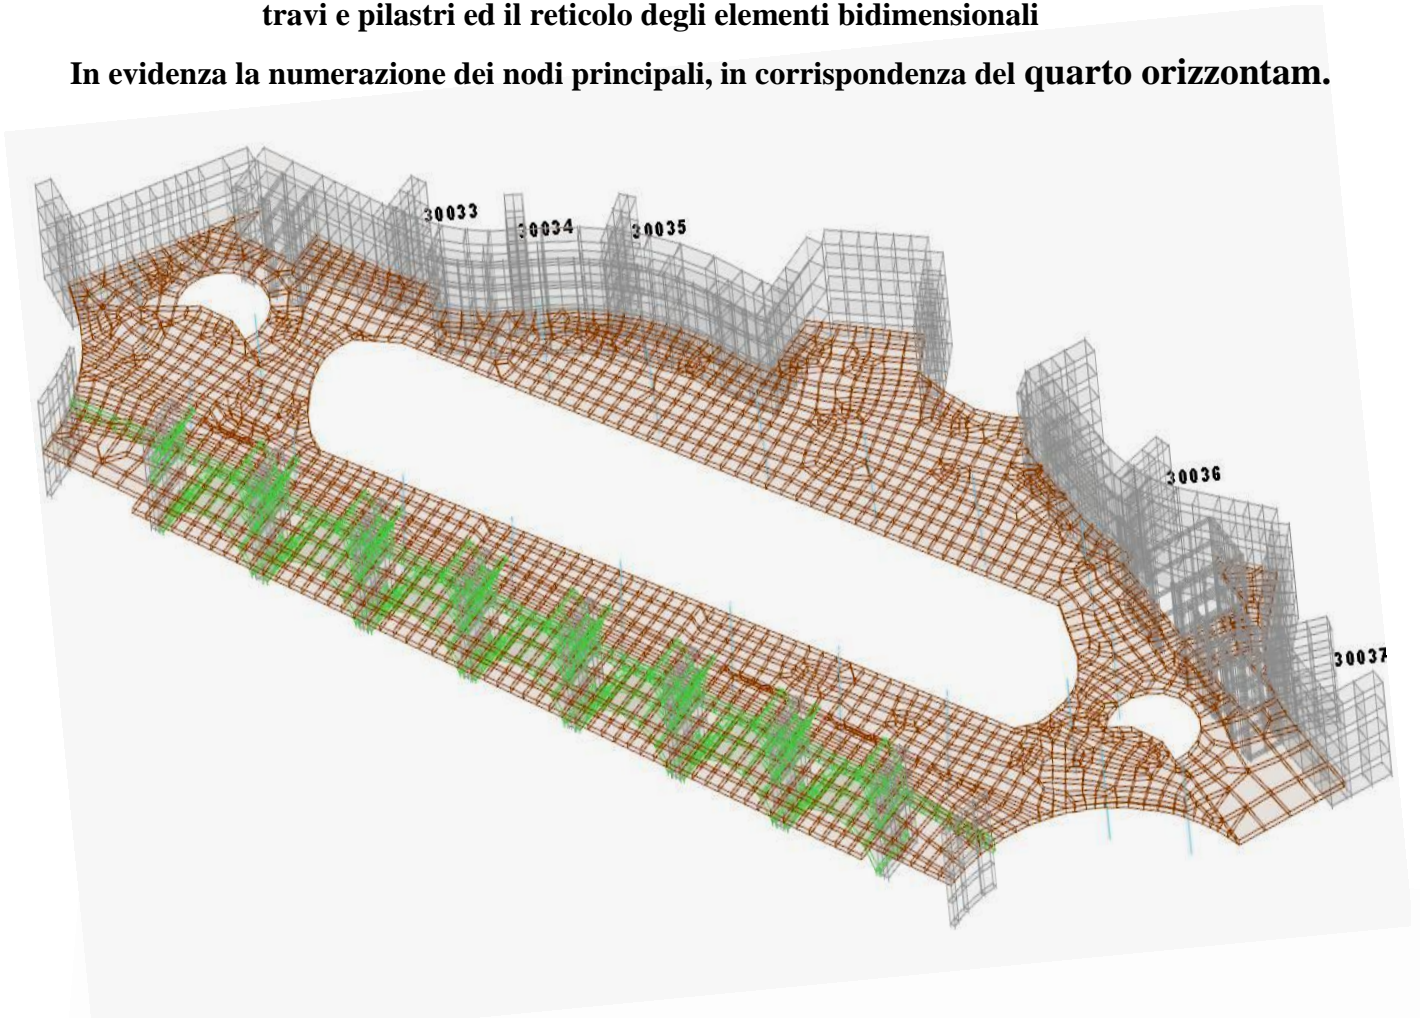 travi e pilastri ed il reticolo degli elementi bidimensionali
In evidenza la numerazione dei nodi principali, in corrispondenza del quarto orizzontam.
30033
30034
30035
30036
30037